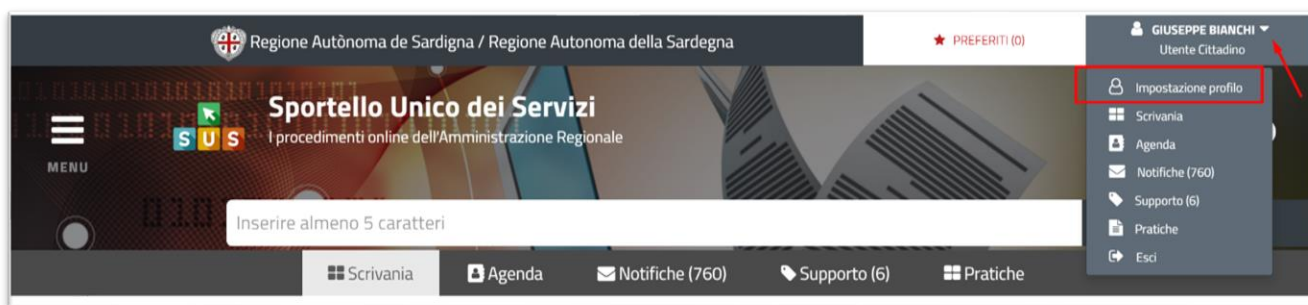 Regione Autònoma de Sardigna / Regione Autonoma della Sardegna
PREFERITI (0)
GIUSEPPE BIANCHI
Utente Cittadino
MENU
SUS
Sportello Unico dei Servizi
I procedimenti online dell'Amministrazione Regionale
Inserire almeno 5 caratteri
Impostazione profilo
Scrivania
Agenda
Notifiche (760)
Supporto (6)
Pratiche
Esci
Scrivania
Agenda
Notifiche (760)
Supporto (6)
Pratiche